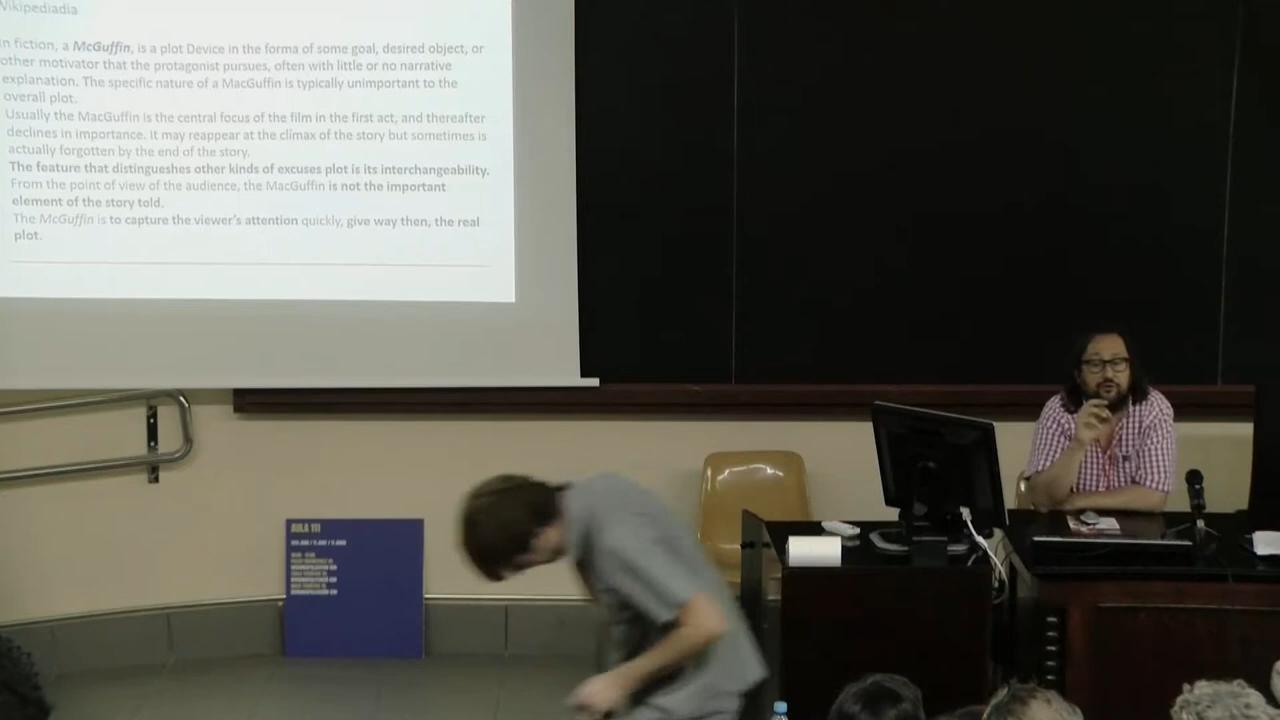 Wikipediadia
In fiction, a McGuffin, is a plot Device in the forma of some goal, desired object, or
other motivator that the protagonist pursues, often with little or no narrative
explanation. The specific nature of a MacGuffin is typically unimportant to the
overall plot.
Usually the MacGuffin is the central focus of the film in the first act, and thereafter
declines in importance. It may reappear at the climax of the story but sometimes is
actually forgotten by the end of the story.
The feature that distingueshes other kinds of excuses plot is its interchangeability.
From the point of view of the audience, the MacGuffin is not the important
element of the story told.
The McGuffin is to capture the viewer's attention quickly, give way then, the real
plot.
AULA 111